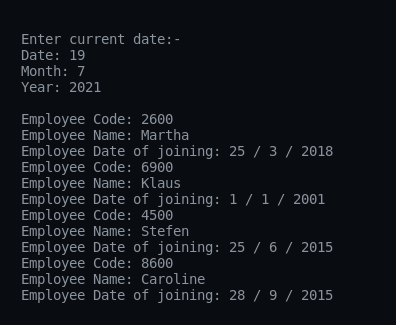 Enter current date:-
Date: 19
Month: 7
Year: 2021
Employee Code: 2600
Employee Name: Martha
Employee Date of joining: 25 / 3 / 2018
Employee Code: 6900
Employee Name: Klaus
Employee Date of joining: 1 / 1 / 2001
Employee Code: 4500
Employee Name: Stefen
Employee Date of joining: 25 / 6 / 2015
Employee Code: 8600
Employee Name: Caroline
Employee Date of joining: 28 / 9 / 2015